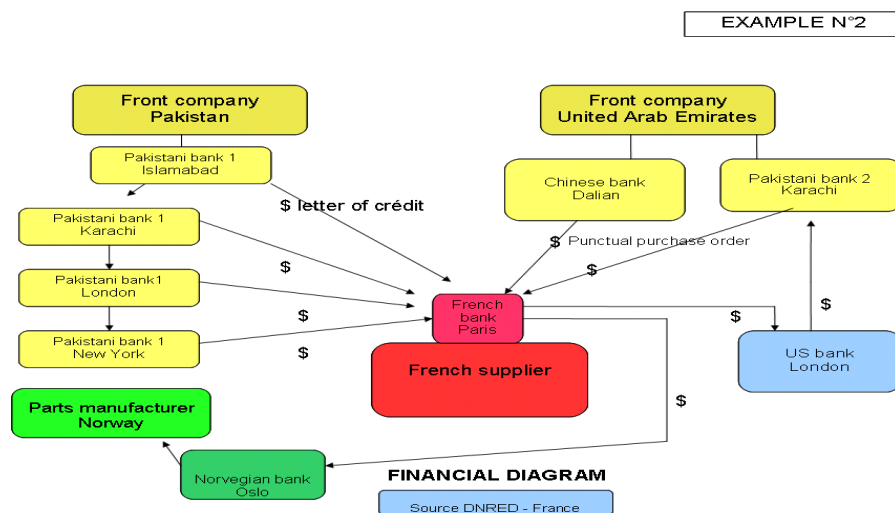 EXAMPLE N°2
Front company
Pakistan
Front company
United Arab Emirates
Pakistani bank 1
Islamabad
Chinese bank
Dalian
Pakistani bank 2
Karachi
$ letter of crédit
Pakistani bank 1
Karachi
$ Punctual purchase order
$
$
Pakistani bank1
London
French
bank
Paris
$
$
$
Pakistani bank 1
New York
$
US bank
London
French supplier
$
Parts manufacturer
Norway
Norvegian bank
Oslo
FINANCIAL DIAGRAM
Source DNRED - France